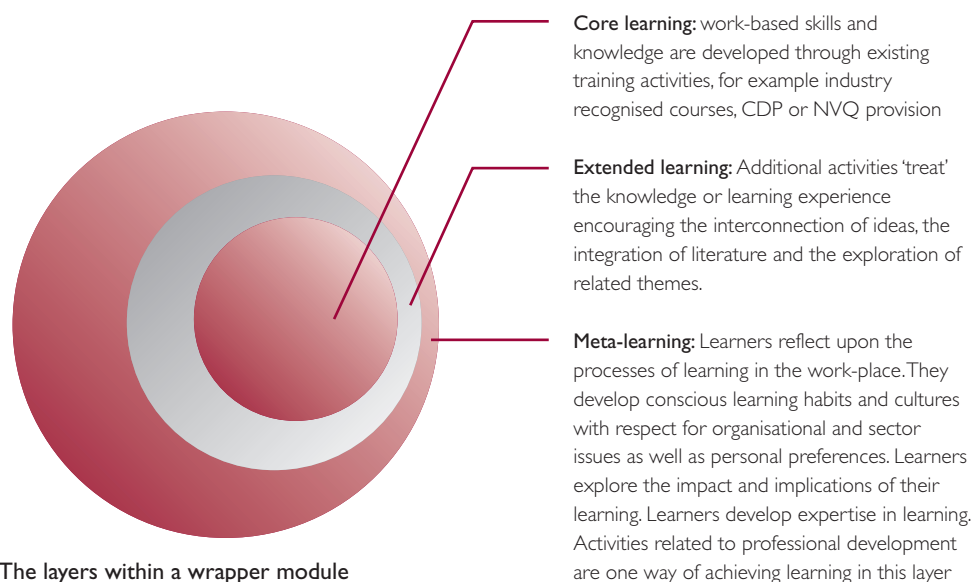 Core learning: work-based skills and
knowledge are developed through existing
training activities, for example industry
recognised courses, CDP or NVQ provision
Extended learning: Additional activities ‘treat’
the knowledge or learning experience
encouraging the interconnection of ideas, the
integration of literature and the exploration of
related themes.
Meta-learning: Learners reflect upon the
processes of learning in the work-place. They
develop conscious learning habits and cultures
with respect for organisational and sector
issues as well as personal preferences. Learners
explore the impact and implications of their
learning. Learners develop expertise in learning.
Activities related to professional development
are one way of achieving learning in this layer
The layers within a wrapper module